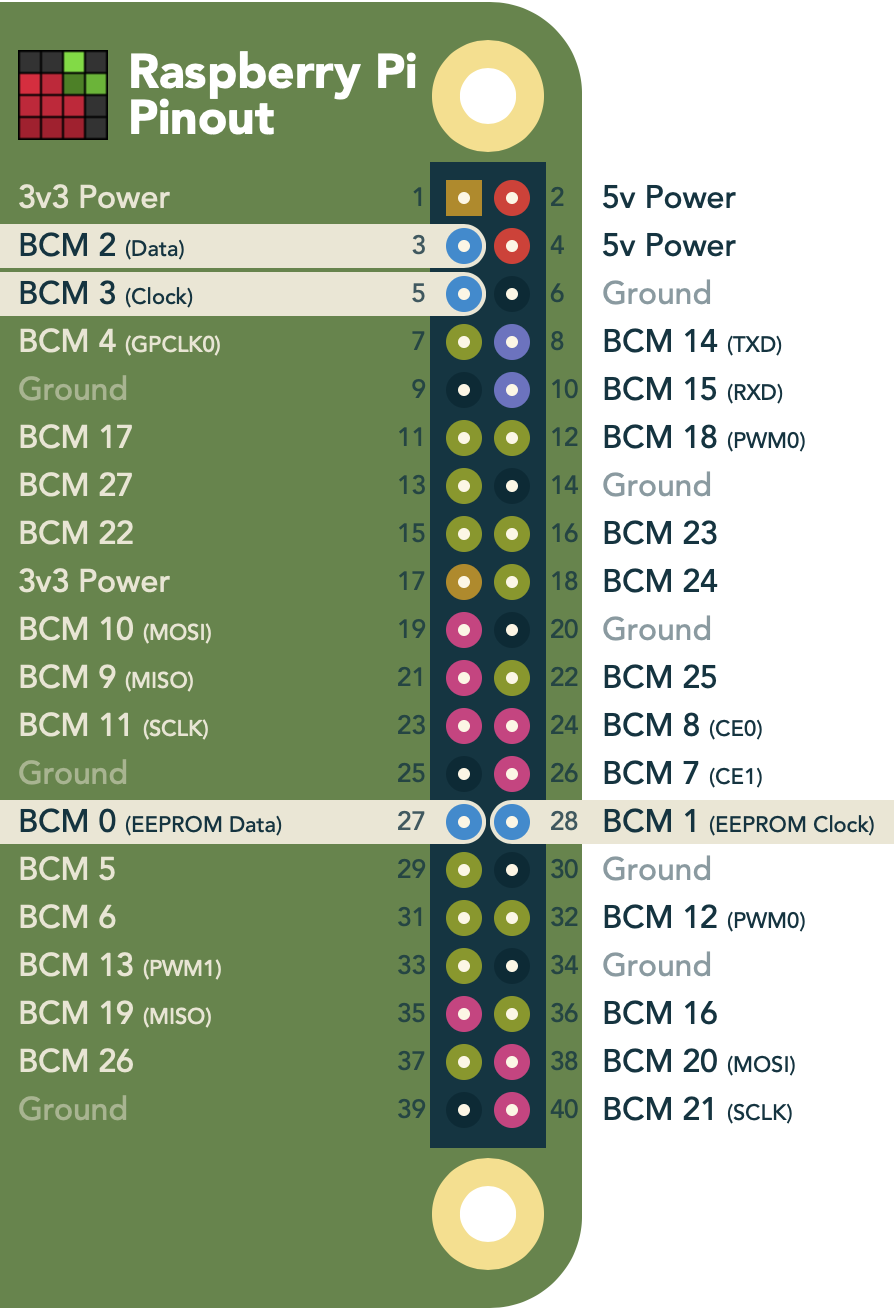 Raspberry Pi
Pinout
3v3 Power 1 2 5v Power
BCM 2 (Data) 3 4 5v Power
BCM 3 (Clock) 5 6 Ground
BCM 4 (GPCLK0) 7 8 BCM 14 (TXD)
Ground 9 10 BCM 15 (RXD)
BCM 17 11 12 BCM 18 (PWM0)
BCM 27 13 14 Ground
BCM 22 15 16 BCM 23
3v3 Power 17 18 BCM 24
BCM 10 (MOSI) 19 20 Ground
BCM 9 (MISO) 21 22 BCM 25
BCM 11 (SCLK) 23 24 BCM 8 (CE0)
Ground 25 26 BCM 7 (CE1)
BCM 0 (EEPROM Data) 27 28 BCM 1 (EEPROM Clock)
BCM 5 29 30 Ground
BCM 6 31 32 BCM 12 (PWM0)
BCM 13 (PWM1) 33 34 Ground
BCM 19 (MISO) 35 36 BCM 16
BCM 26 37 38 BCM 20 (MOSI)
Ground 39 40 BCM 21 (SCLK)